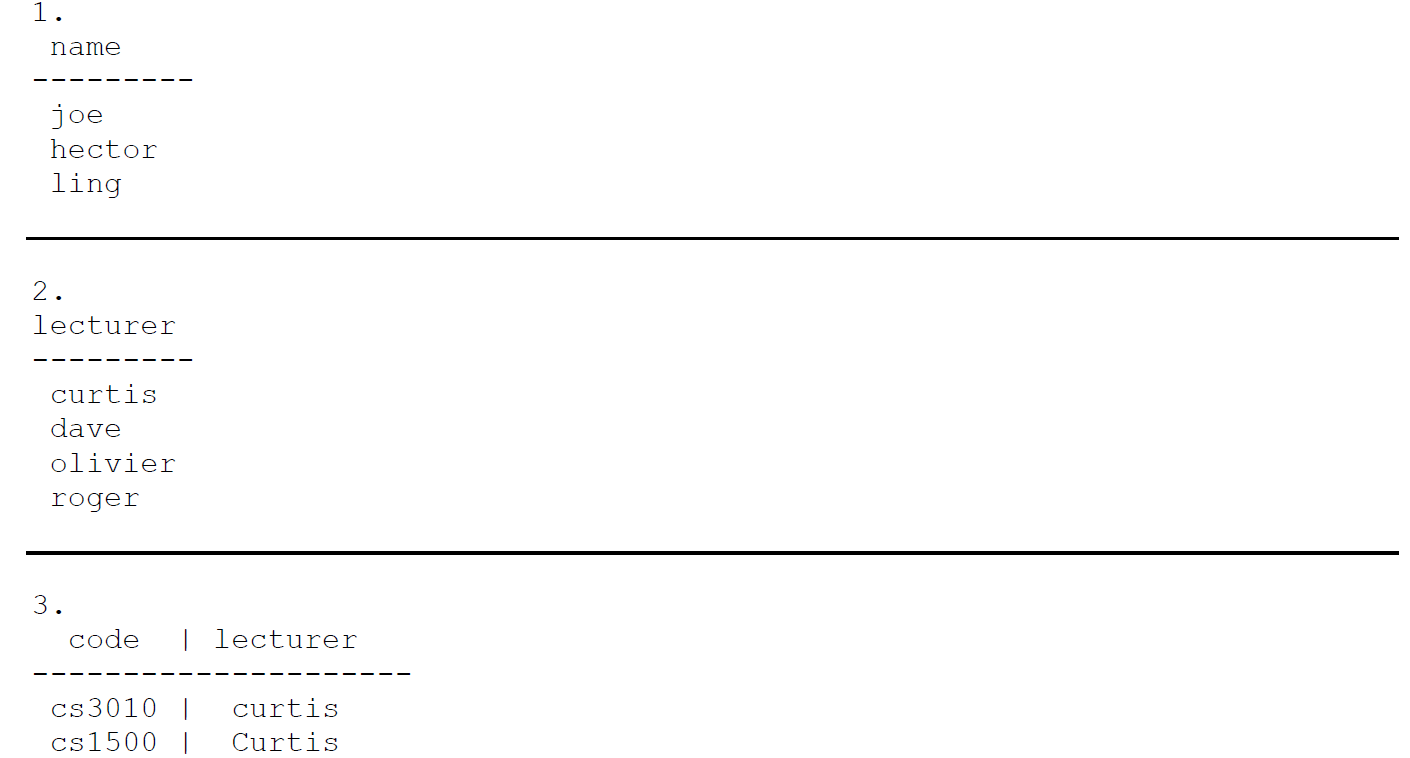 1.
name
---------
joe
hector
ling
2.
lecturer
---------
curtis
dave
olivier
roger
3.
code | lecturer
---------------------
cs3010 | curtis
cs1500 | Curtis